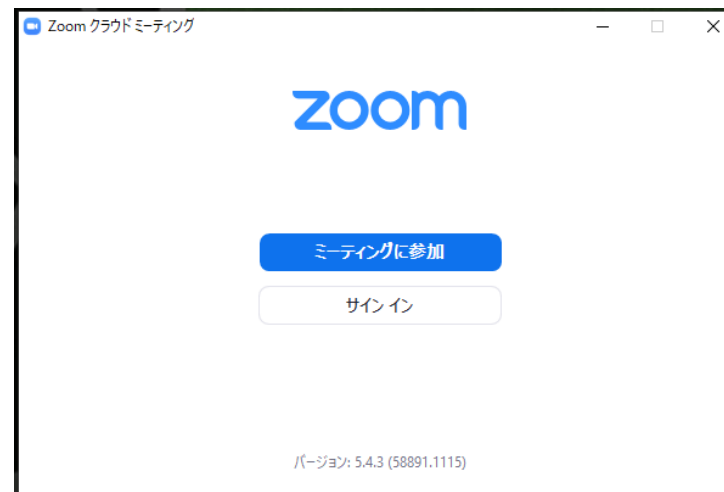 Zoom クラウド ミーティング
zoom
ミーティングに参加
サイン イン
バージョン: 5.4.3 (58891.1115)